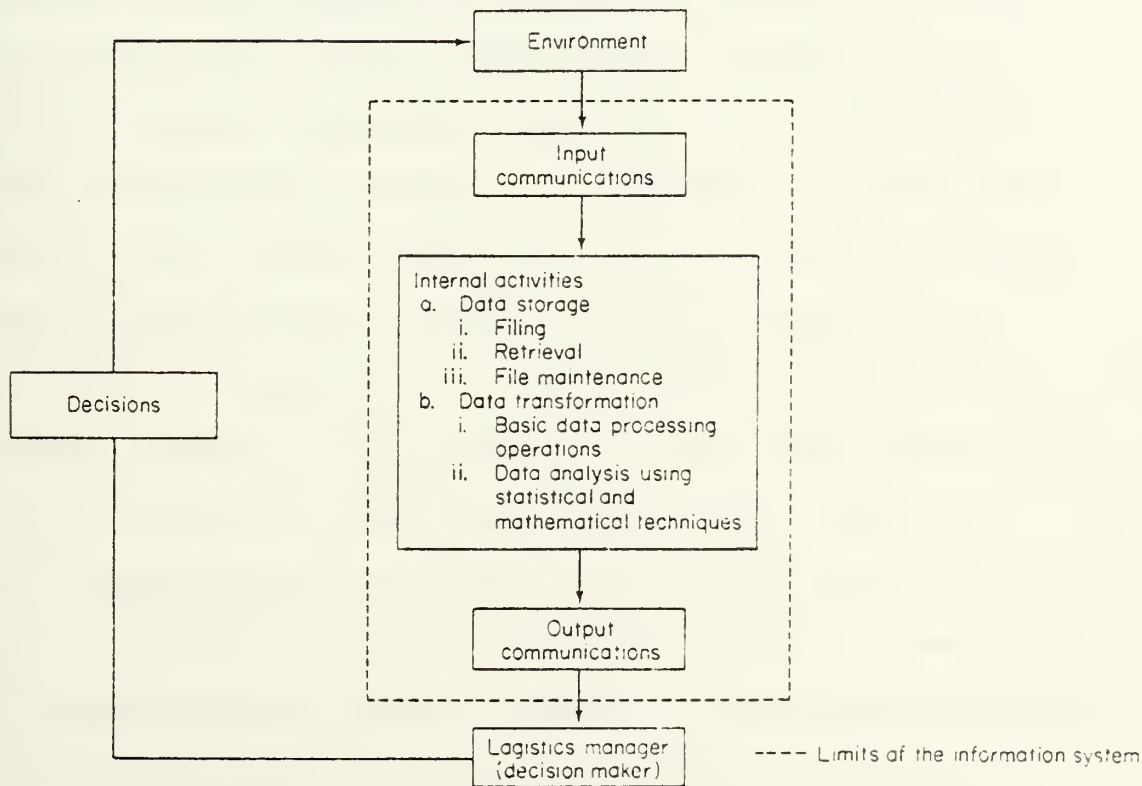 Environment
Input
communications
Internal activities
a. Data storage
i. Filing
ii. Retrieval
iii. File maintenance
b. Data transformation
i. Basic data processing
operations
ii. Data analysis using
statistical and
mathematical techniques
Decisions
Output
communications
Lagistics manager
(decision maker)
---- Limits of the information system